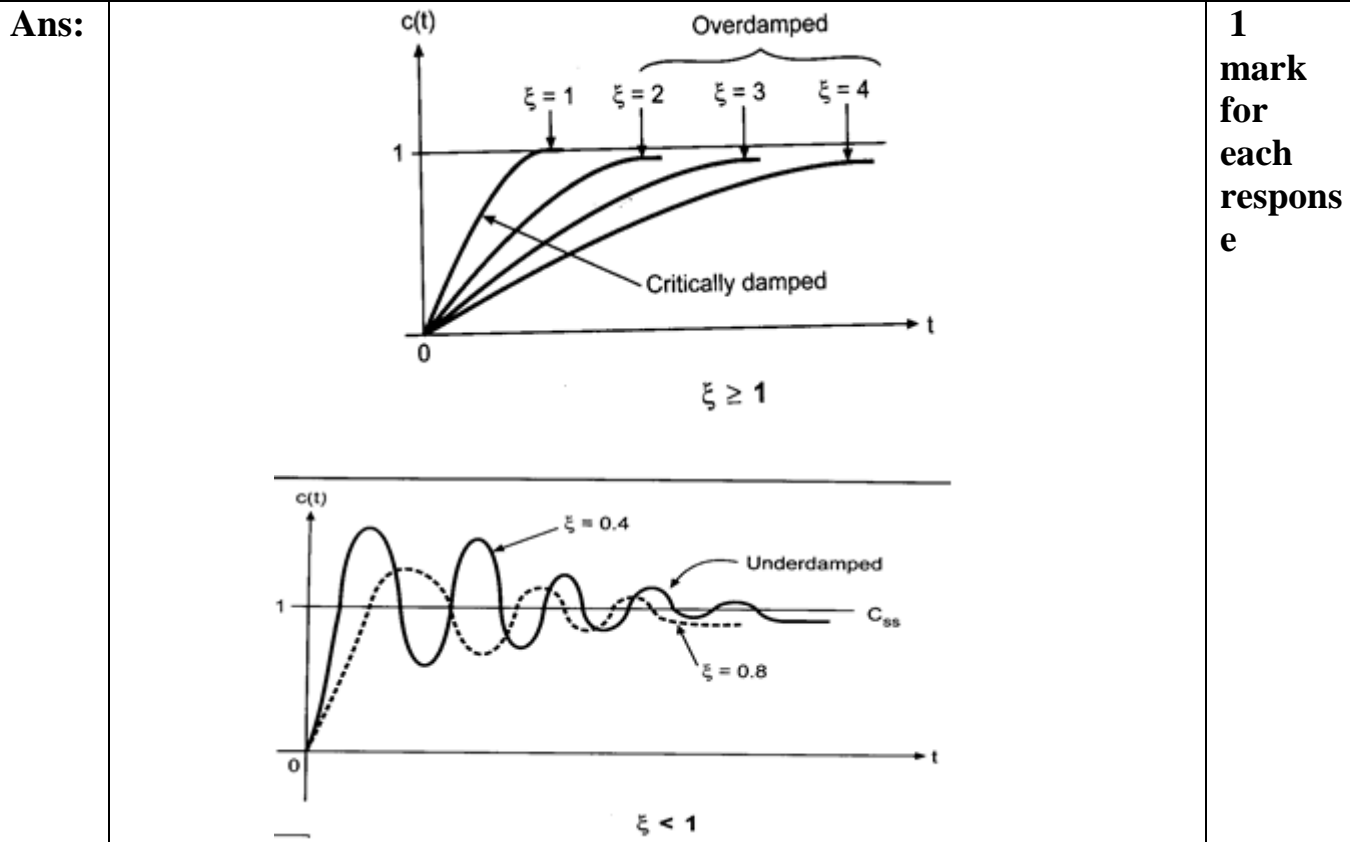 Ans:
1
mark
for
each
respons
e
c(t)
Overdamped
ξ = 1 ξ = 2 ξ = 3 ξ = 4
1
Critically damped
t
0
ξ ≥ 1
c(t)
ξ = 0.4
Underdamped
1
Css
ξ = 0.8
t
0
ξ < 1